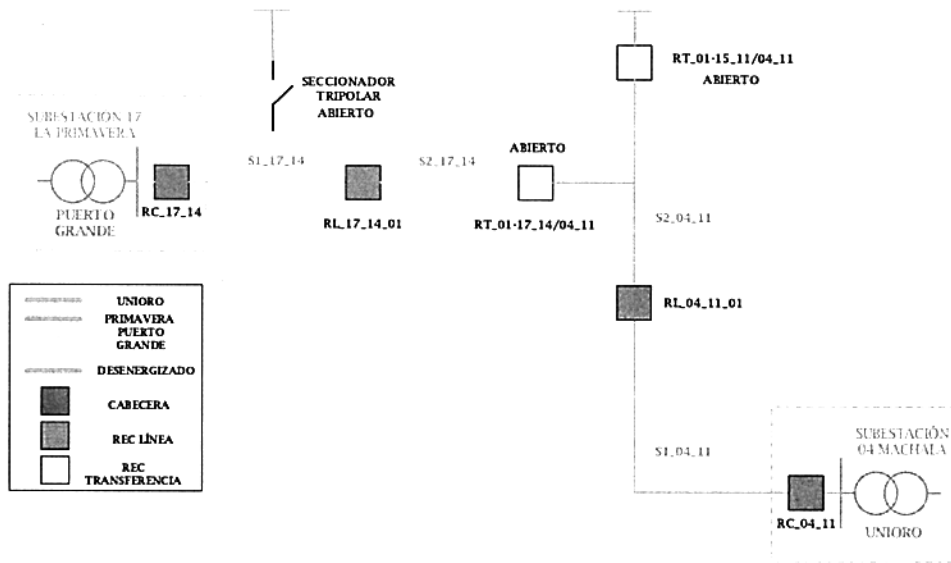 RT_01-15_11/04_11
ABIERTO
SECCIONADOR
TRIPOLAR
ABIERTO
SUBESTACIÓN 17
LA PRIMAVERA
S1_17_14
S2_17_14
ABIERTO
PUERTO
GRANDE
RC_17_14
RL_17_14_01
RT_01-17_14/04_11
S2_04_11
RL_04_11_01
UNIORO
PRIMAVERA
PUERTO
GRANDE
DESENERGIZADO
CABECERA
REC LÍNEA
REC
TRANSFERENCIA
S1_04_11
SUBESTACIÓN
04 MACHALA
RC_04_11
UNIORO